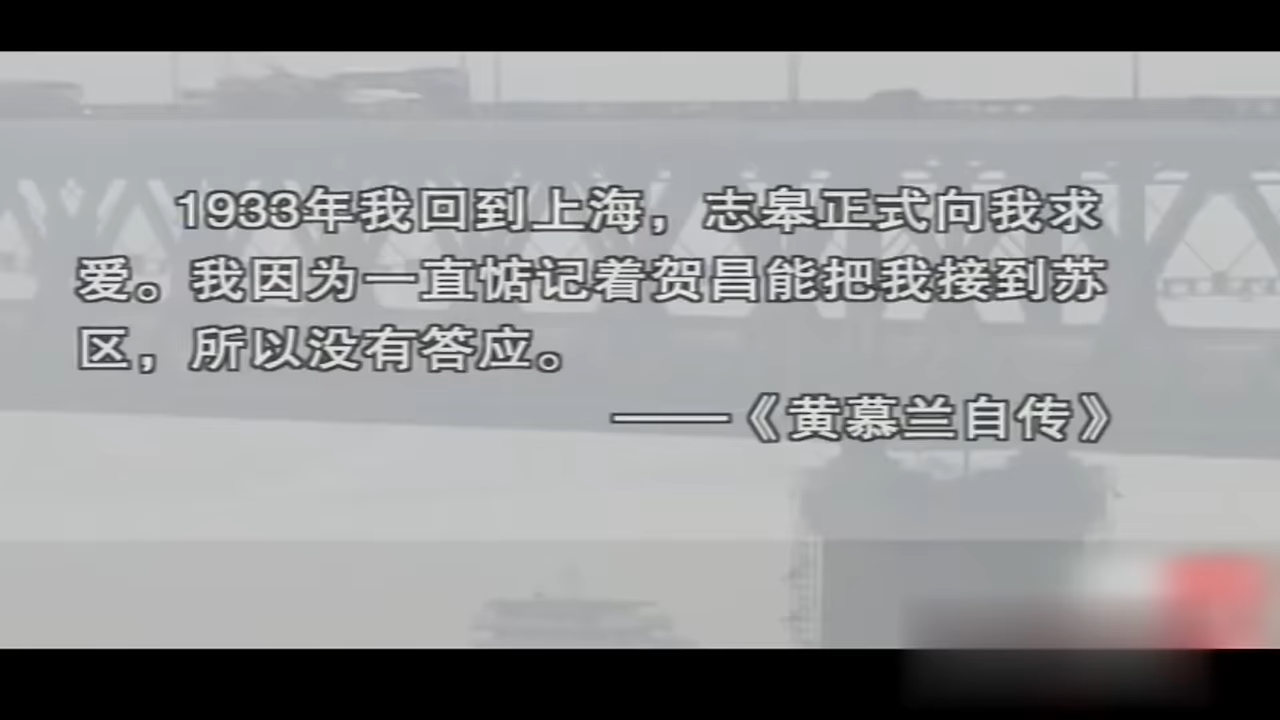 1933年我回到上海，志皋正式向我求
爱。我因为一直惦记着贺昌能把我接到苏
区，所以没有答应。
——《黄慕兰自传》